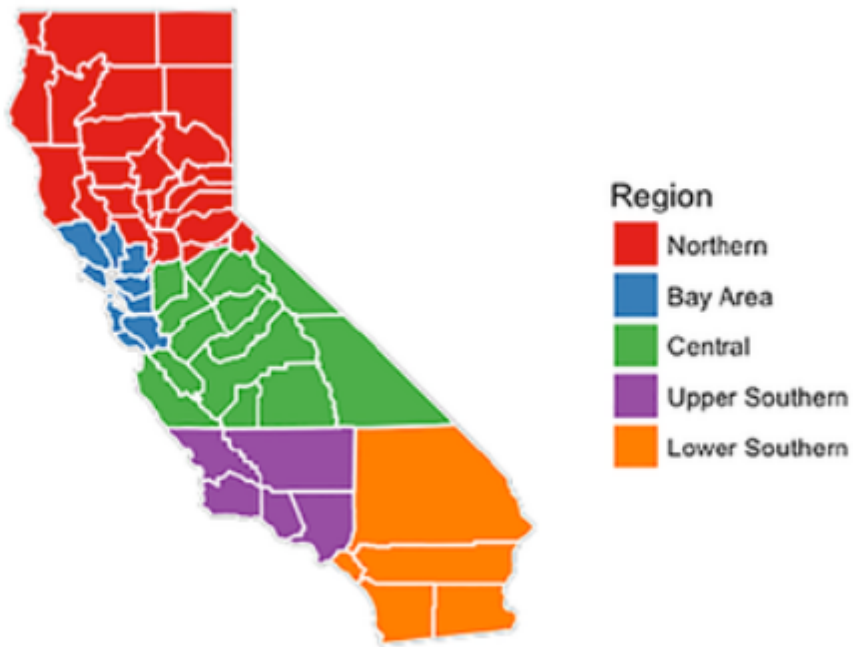 Region
Northern
Bay Area
Central
Upper Southern
Lower Southern